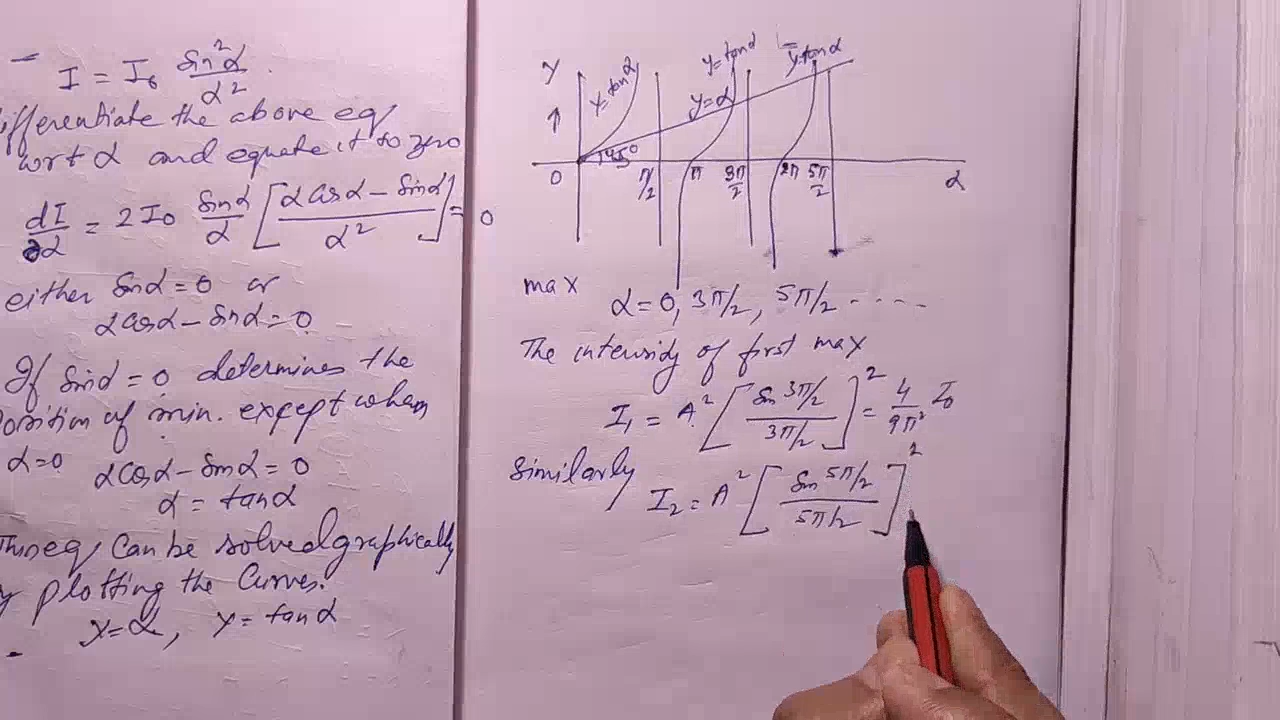 I = I₀ sin²α/α²
ifferentiate the above eq
wrt α and equate it to zero
dI/dα = 2I₀ sinα/α [αcosα - sinα/α²] = 0
either sinα = 0 or
αcosα - sinα = 0
If sinα = 0 determines the
position of min. except when
α=0 αcosα - sinα = 0
α = tanα
This eq can be solved graphically
y plotting the curves.
y=α, y = tanα
y=tanα y=tanα y=tanα
Y y=α
45°
0 π/2 π 3π/2 2π 5π/2 α
max α = 0, 3π/2, 5π/2 - - - -
The intensity of first max
I₁ = A² [sin 3π/2 / 3π/2]² = 4/9π² I₀
Similarly I₂ = A² [sin 5π/2 / 5π/2]²